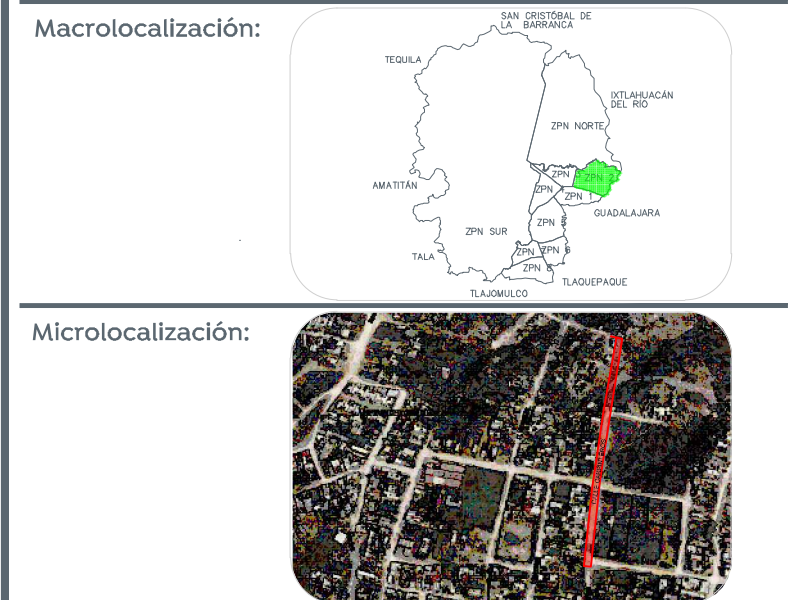 Macrolocalización:
SAN CRISTÓBAL DE
LA BARRANCA
TEQUILA
IXTLAHUACÁN
DEL RÍO
ZPN NORTE
ZPN
ZPN 2
AMATITÁN
ZPN
ZPN 1
GUADALAJARA
ZPN 5
ZPN SUR
ZPN
ZPN 6
TALA
ZPN 8
TLAQUEPAQUE
TLAJOMULCO
Microlocalización: